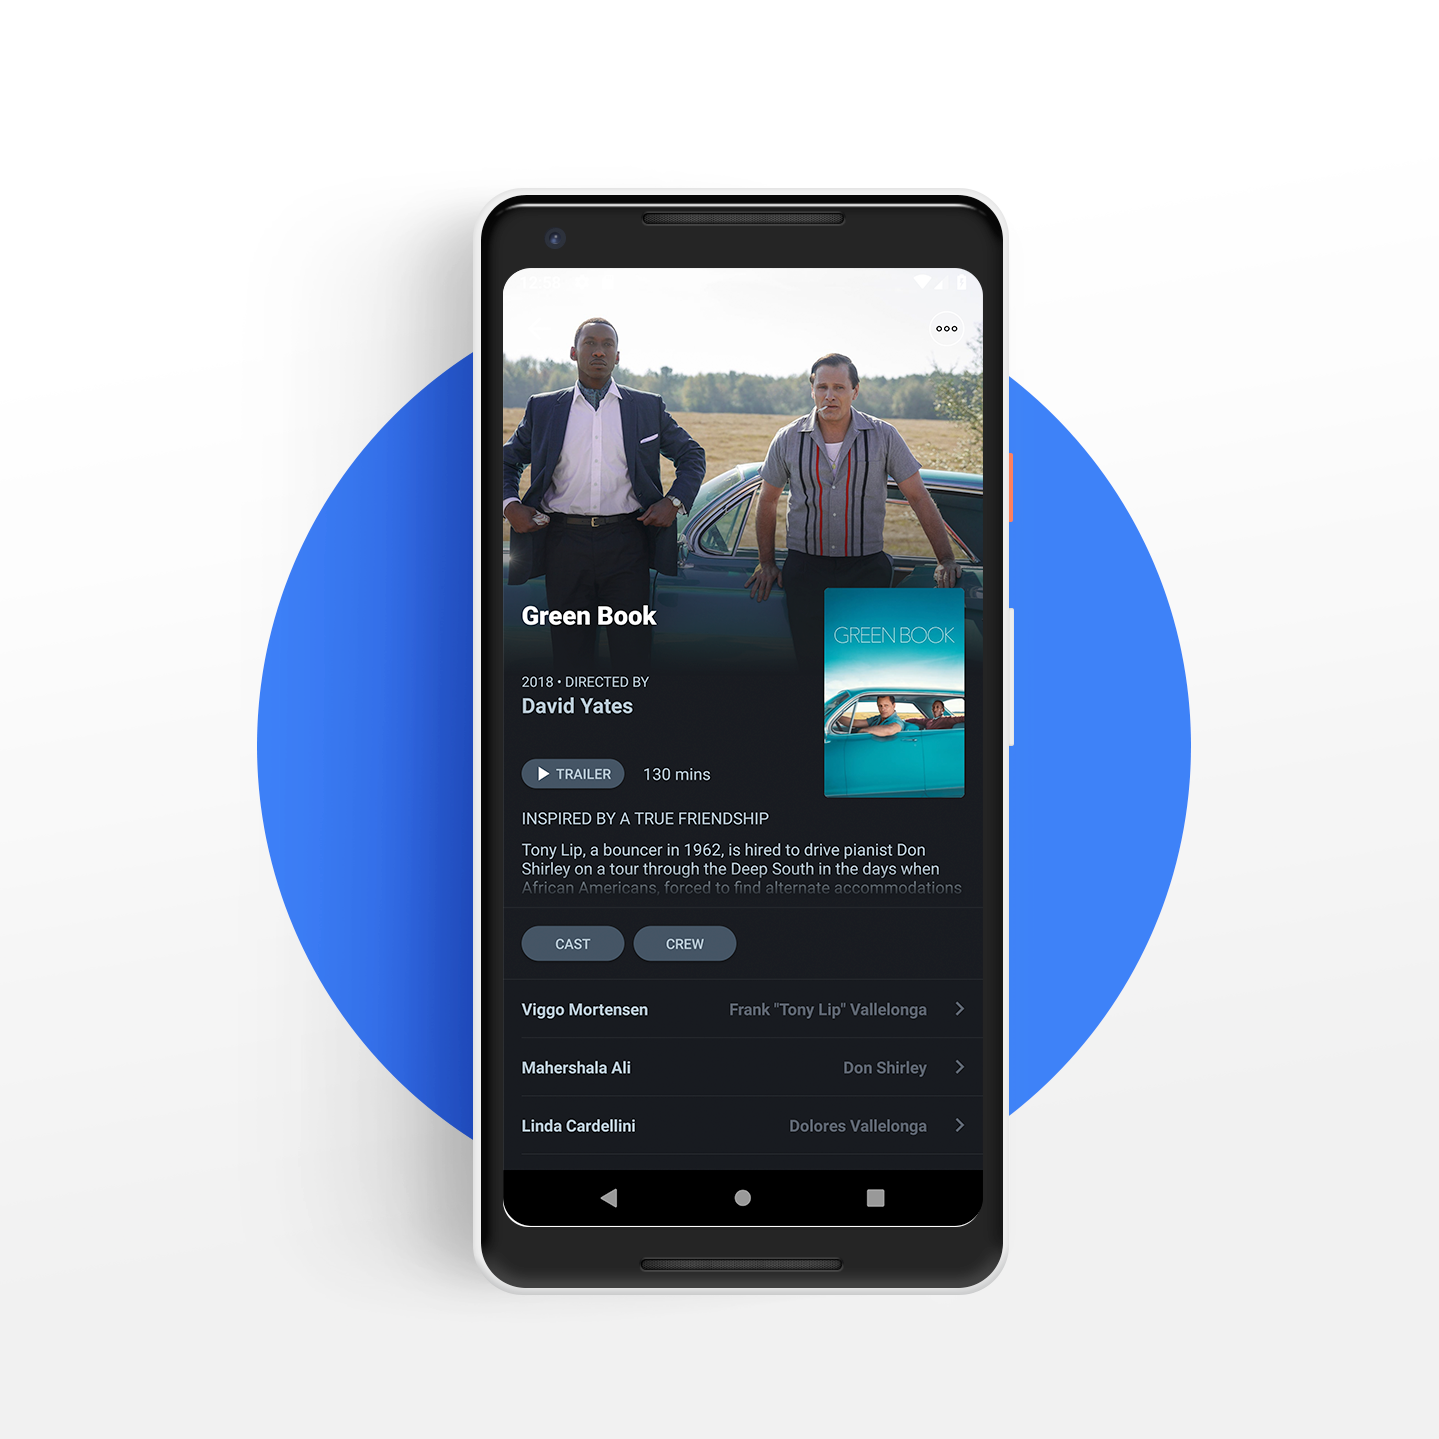 Green Book
GREEN BOOK
2018 • DIRECTED BY
David Yates
TRAILER
130 mins
INSPIRED BY A TRUE FRIENDSHIP
Tony Lip, a bouncer in 1962, is hired to drive pianist Don
Shirley on a tour through the Deep South in the days when
African Americans, forced to find alternate accommodations
CAST
CREW
Viggo Mortensen
Frank "Tony Lip" Vallelonga
Mahershala Ali
Don Shirley
Linda Cardellini
Dolores Vallelonga